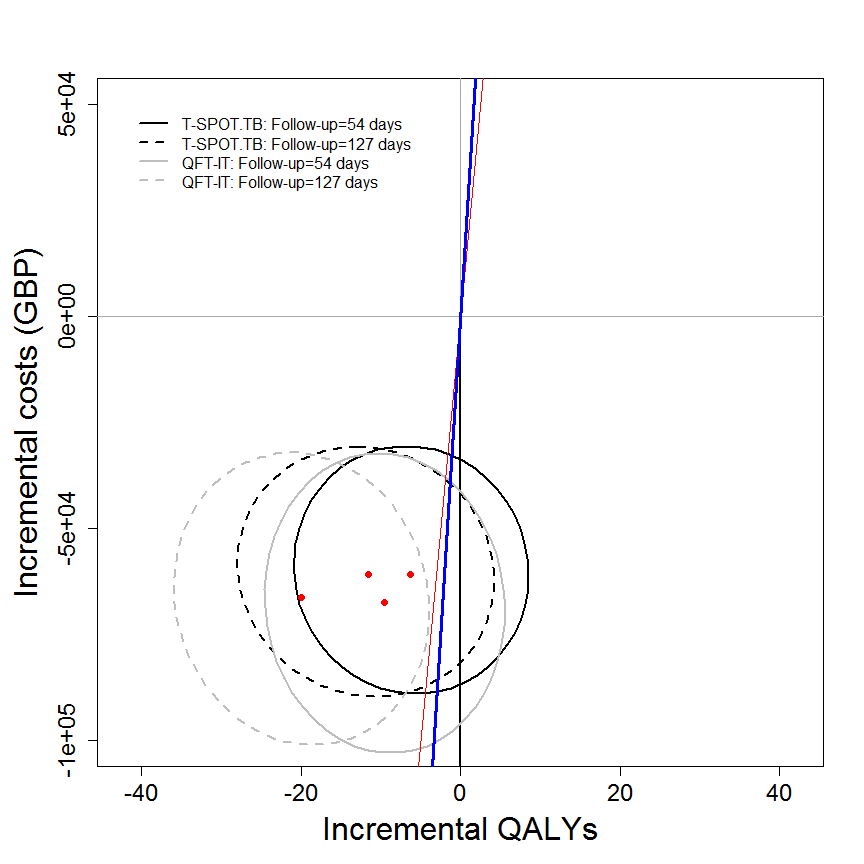 T-SPOT.TB: Follow-up=54 days
T-SPOT.TB: Follow-up=127 days
QFT-IT: Follow-up=54 days
QFT-IT: Follow-up=127 days
Incremental costs (GBP)
5e+04
0e+00
-5e+04
-1e+05
-40 -20 0 20 40
Incremental QALYs